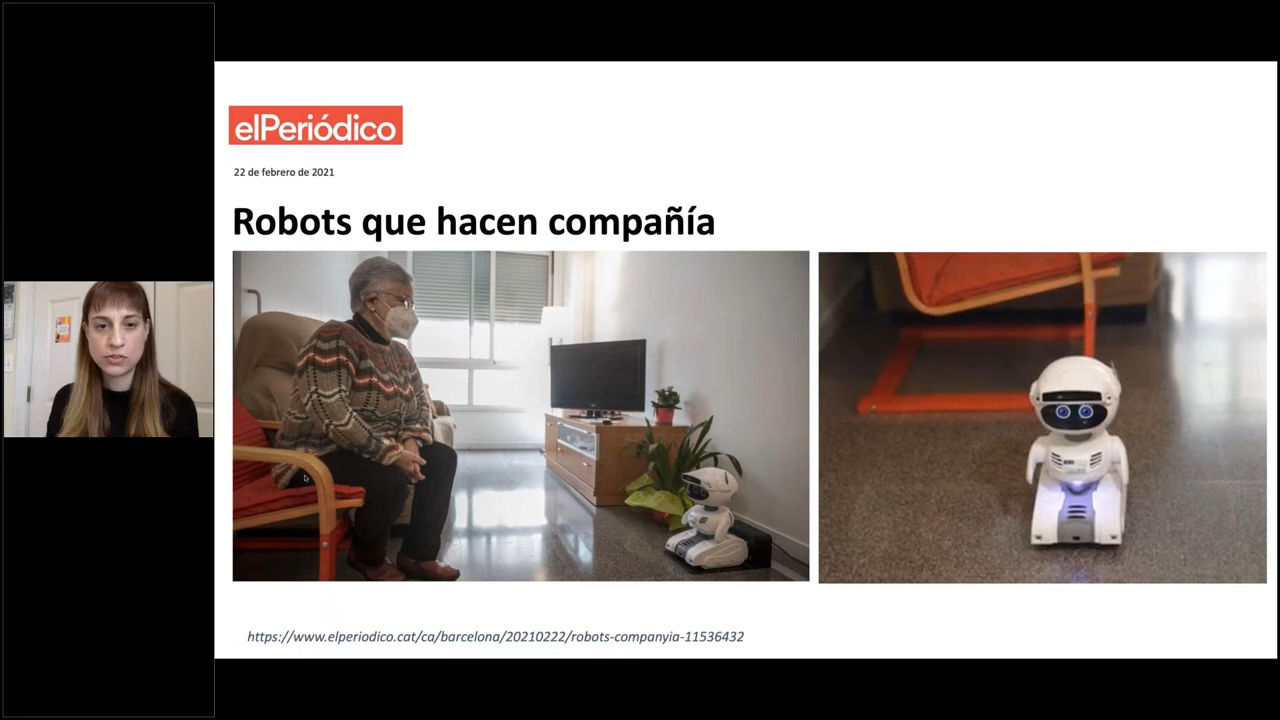 elPeriódico
22 de febrero de 2021
Robots que hacen compañía
https://www.elperiodico.cat/ca/barcelona/20210222/robots-companyia-11536432